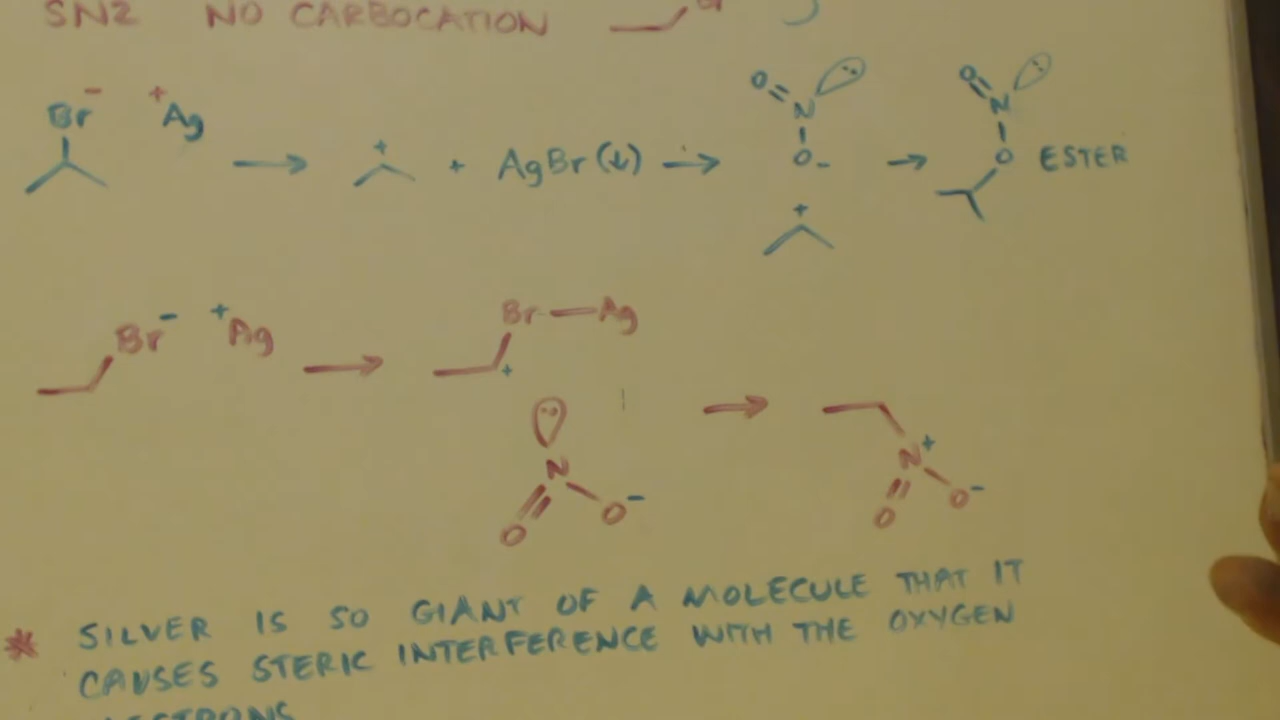 SN2 NO CARBOCATION Br
Br - + Ag
+ + AgBr (↓)
O N O - +
O N O ESTER
Br - + Ag
Br Ag +
N O O -
N + O O -
* SILVER IS SO GIANT OF A MOLECULE THAT IT
CAUSES STERIC INTERFERENCE WITH THE OXYGEN